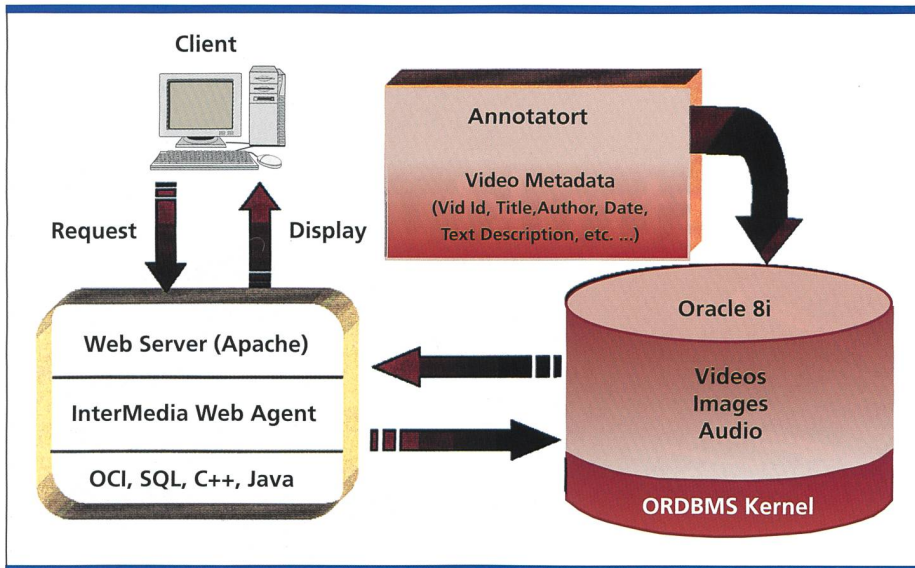 Client
Annotatort
Video Metadata
(Vid Id, Title,Author, Date,
Text Description, etc. ...)
Request
Display
Web Server (Apache)
InterMedia Web Agent
OCI, SQL, C++, Java
Oracle 8i
Videos
Images
Audio
ORDBMS Kernel